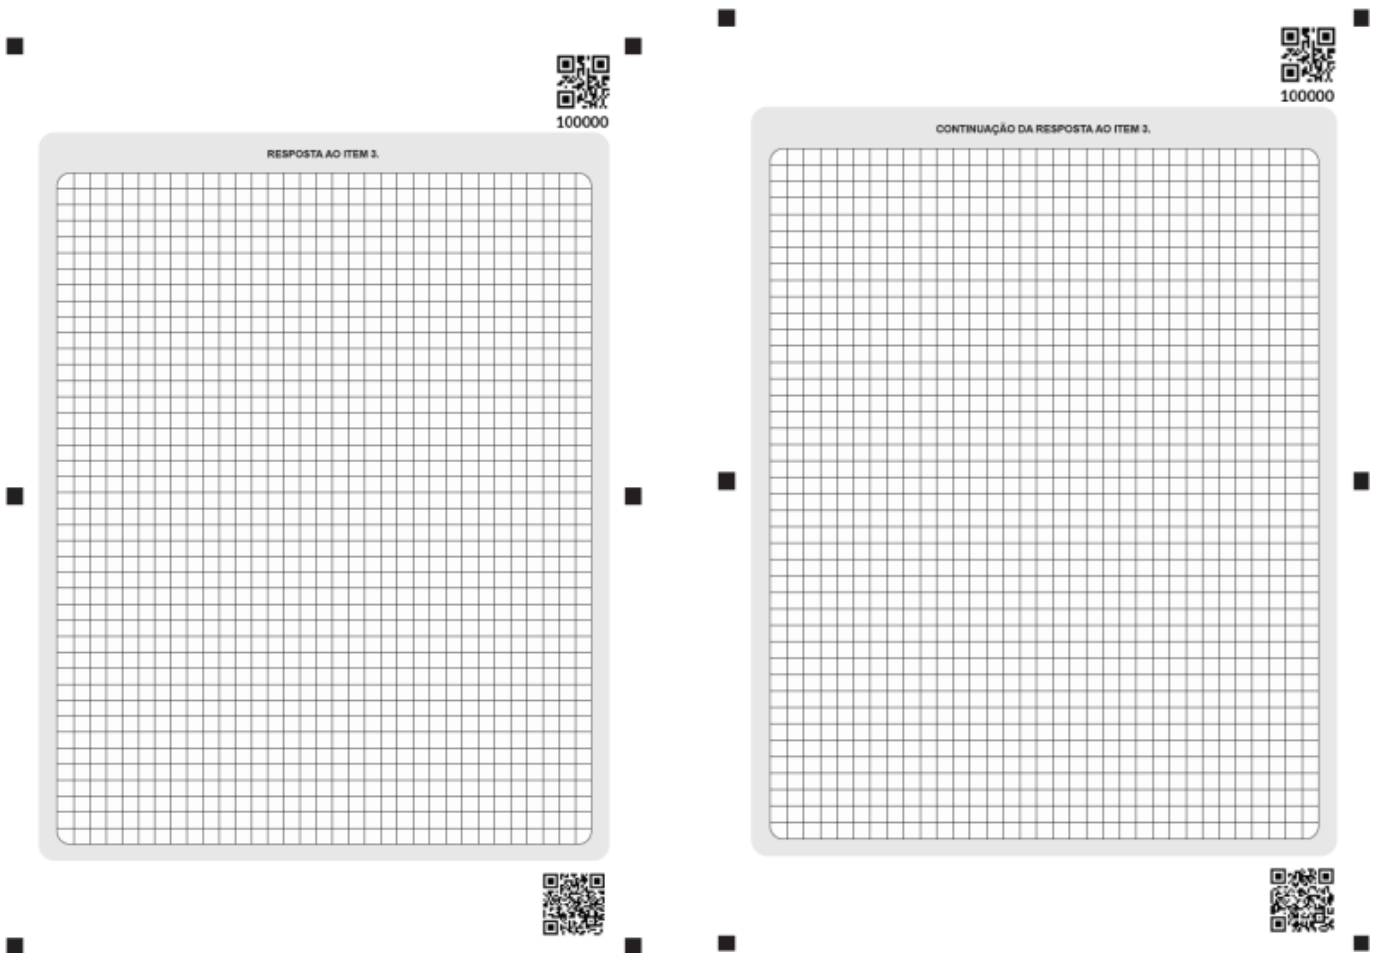 100000
RESPOSTA AO ITEM 3.
100000
CONTINUAÇÃO DA RESPOSTA AO ITEM 3.